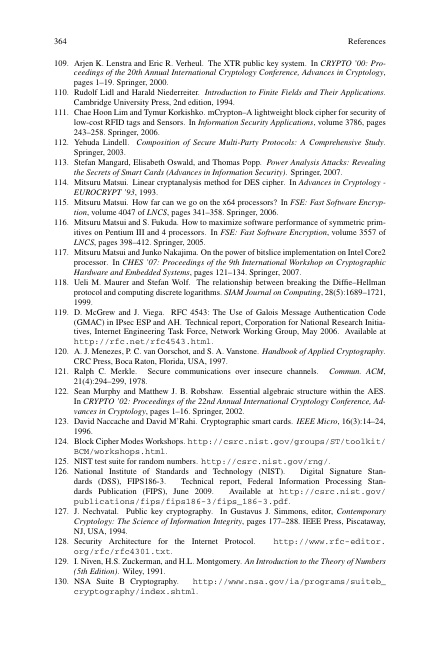 364 References
109. Arjen K. Lenstra and Eric R. Verheul. The XTR public key system. In CRYPTO '00: Pro-
ceedings of the 20th Annual International Cryptology Conference, Advances in Cryptology,
pages 1–19. Springer, 2000.
110. Rudolf Lidl and Harald Niederreiter. Introduction to Finite Fields and Their Applications.
Cambridge University Press, 2nd edition, 1994.
111. Chae Hoon Lim and Tymur Korkishko. mCrypton–A lightweight block cipher for security of
low-cost RFID tags and Sensors. In Information Security Applications, volume 3786, pages
243–258. Springer, 2006.
112. Yehuda Lindell. Composition of Secure Multi-Party Protocols: A Comprehensive Study.
Springer, 2003.
113. Stefan Mangard, Elisabeth Oswald, and Thomas Popp. Power Analysis Attacks: Revealing
the Secrets of Smart Cards (Advances in Information Security). Springer, 2007.
114. Mitsuru Matsui. Linear cryptanalysis method for DES cipher. In Advances in Cryptology -
EUROCRYPT '93, 1993.
115. Mitsuru Matsui. How far can we go on the x64 processors? In FSE: Fast Software Encryp-
tion, volume 4047 of LNCS, pages 341–358. Springer, 2006.
116. Mitsuru Matsui and S. Fukuda. How to maximize software performance of symmetric prim-
itives on Pentium III and 4 processors. In FSE: Fast Software Encryption, volume 3557 of
LNCS, pages 398–412. Springer, 2005.
117. Mitsuru Matsui and Junko Nakajima. On the power of bitslice implementation on Intel Core2
processor. In CHES '07: Proceedings of the 9th International Workshop on Cryptographic
Hardware and Embedded Systems, pages 121–134. Springer, 2007.
118. Ueli M. Maurer and Stefan Wolf. The relationship between breaking the Diffie–Hellman
protocol and computing discrete logarithms. SIAM Journal on Computing, 28(5):1689–1721,
1999.
119. D. McGrew and J. Viega. RFC 4543: The Use of Galois Message Authentication Code
(GMAC) in IPsec ESP and AH. Technical report, Corporation for National Research Initia-
tives, Internet Engineering Task Force, Network Working Group, May 2006. Available at
http://rfc.net/rfc4543.html.
120. A. J. Menezes, P. C. van Oorschot, and S. A. Vanstone. Handbook of Applied Cryptography.
CRC Press, Boca Raton, Florida, USA, 1997.
121. Ralph C. Merkle. Secure communications over insecure channels. Commun. ACM,
21(4):294–299, 1978.
122. Sean Murphy and Matthew J. B. Robshaw. Essential algebraic structure within the AES.
In CRYPTO '02: Proceedings of the 22nd Annual International Cryptology Conference, Ad-
vances in Cryptology, pages 1–16. Springer, 2002.
123. David Naccache and David M'Rahi. Cryptographic smart cards. IEEE Micro, 16(3):14–24,
1996.
124. Block Cipher Modes Workshops. http://csrc.nist.gov/groups/ST/toolkit/
BCM/workshops.html.
125. NIST test suite for random numbers. http://csrc.nist.gov/rng/.
126. National Institute of Standards and Technology (NIST). Digital Signature Stan-
dards (DSS), FIPS186-3. Technical report, Federal Information Processing Stan-
dards Publication (FIPS), June 2009. Available at http://csrc.nist.gov/
publications/fips/fips186-3/fips_186-3.pdf.
127. J. Nechvatal. Public key cryptography. In Gustavus J. Simmons, editor, Contemporary
Cryptology: The Science of Information Integrity, pages 177–288. IEEE Press, Piscataway,
NJ, USA, 1994.
128. Security Architecture for the Internet Protocol. http://www.rfc-editor.
org/rfc/rfc4301.txt.
129. I. Niven, H.S. Zuckerman, and H.L. Montgomery. An Introduction to the Theory of Numbers
(5th Edition). Wiley, 1991.
130. NSA Suite B Cryptography. http://www.nsa.gov/ia/programs/suiteb_
cryptography/index.shtml.